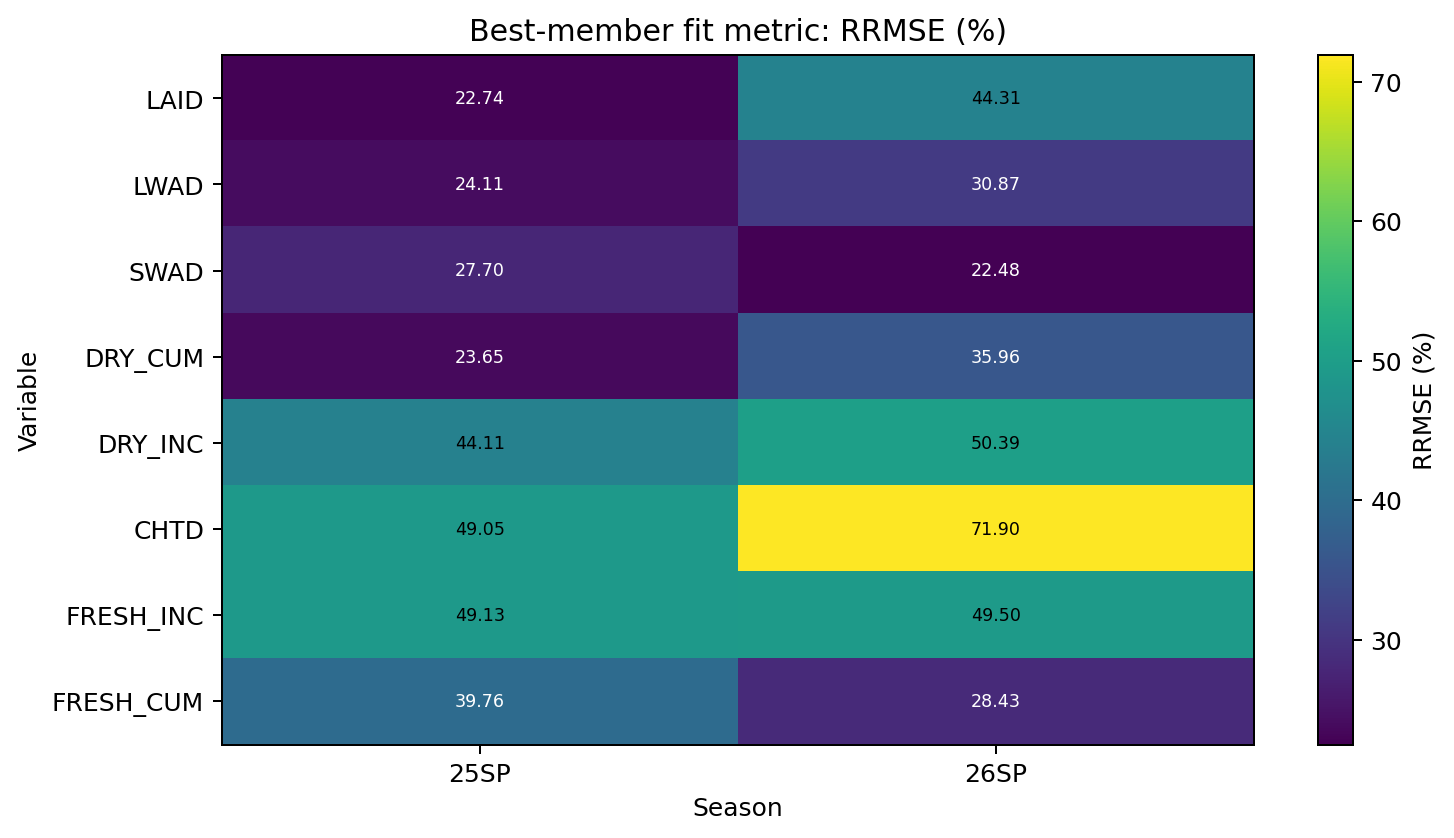 Best-member fit metric: RRMSE (%)
Variable
LAID 22.74 44.31
LWAD 24.11 30.87
SWAD 27.70 22.48
DRY_CUM 23.65 35.96
DRY_INC 44.11 50.39
CHTD 49.05 71.90
FRESH_INC 49.13 49.50
FRESH_CUM 39.76 28.43
25SP 26SP
Season
70
60
50
40
30
RRMSE (%)